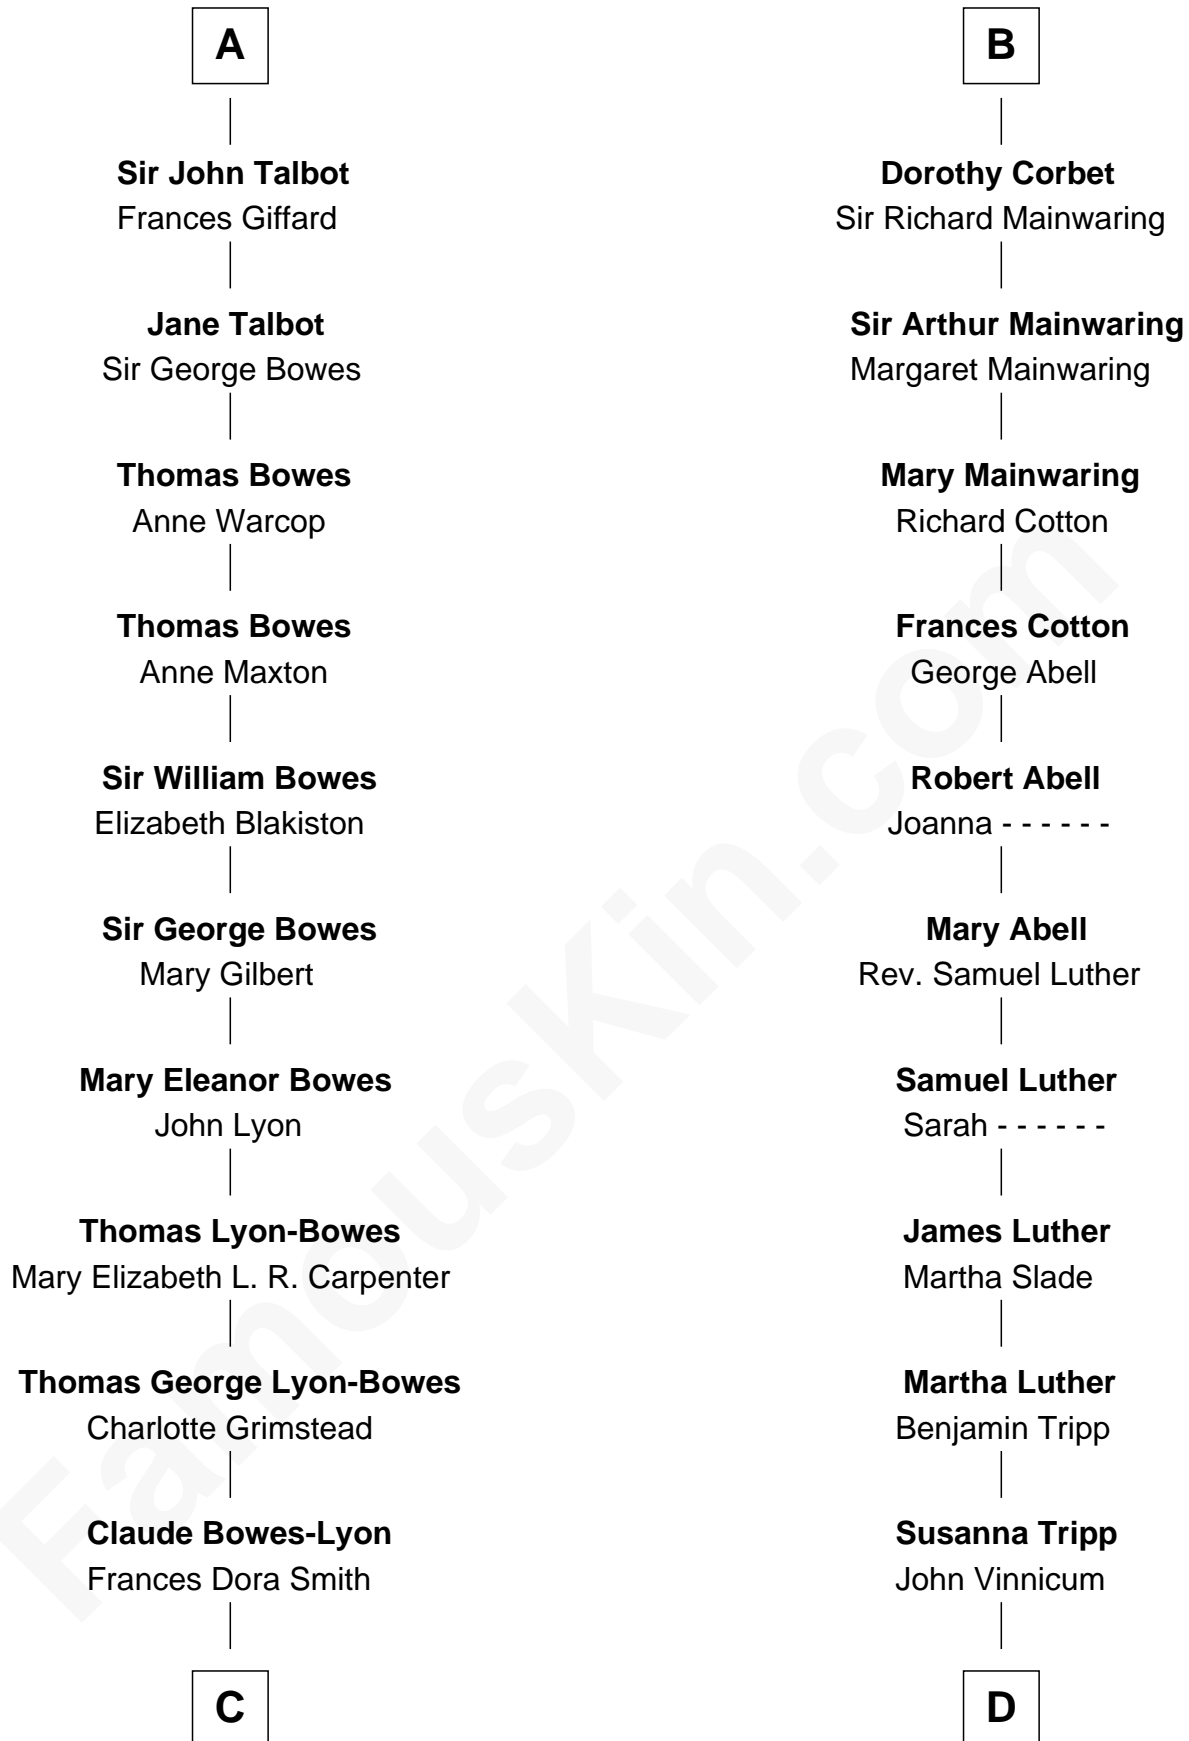 A
Sir John Talbot
Frances Giffard
Jane Talbot
Sir George Bowes
Thomas Bowes
Anne Warcop
Thomas Bowes
Anne Maxton
Sir William Bowes
Elizabeth Blakiston
Sir George Bowes
Mary Gilbert
Mary Eleanor Bowes
John Lyon
Thomas Lyon-Bowes
Mary Elizabeth L. R. Carpenter
Thomas George Lyon-Bowes
Charlotte Grimstead
Claude Bowes-Lyon
Frances Dora Smith
C
B
Dorothy Corbet
Sir Richard Mainwaring
Sir Arthur Mainwaring
Margaret Mainwaring
Mary Mainwaring
Richard Cotton
Frances Cotton
George Abell
Robert Abell
Joanna - - - - - -
Mary Abell
Rev. Samuel Luther
Samuel Luther
Sarah - - - - - -
James Luther
Martha Slade
Martha Luther
Benjamin Tripp
Susanna Tripp
John Vinnicum
D
FamousKin.com